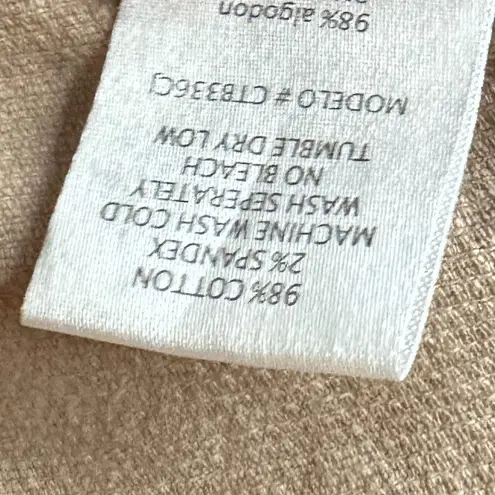 98% COTTON
2% SPANDEX
MACHINE WASH COLD
WASH SEPERATELY
NO BLEACH
TUMBLE DRY LOW
MODELO # CTB336CJ
98% algodon